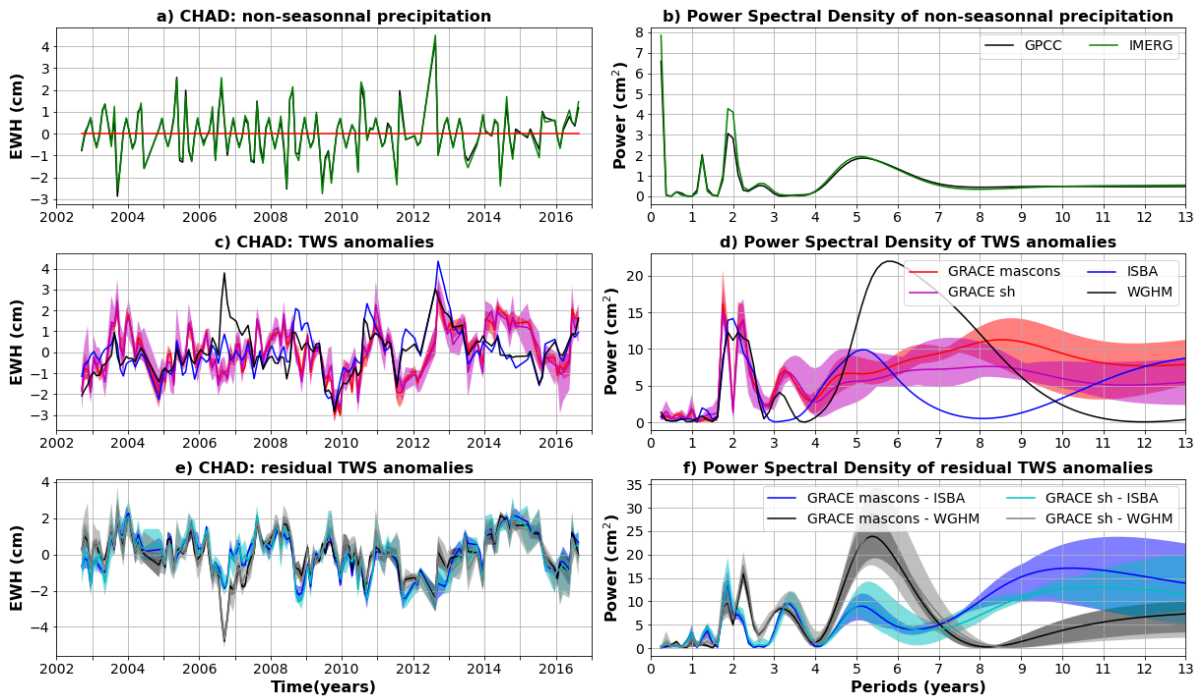 a) CHAD: non-seasonnal precipitation
EWH (cm)
4
3
2
1
0
−1
−2
−3
2002 2004 2006 2008 2010 2012 2014 2016
b) Power Spectral Density of non-seasonnal precipitation
Power (cm²)
8
7
6
5
4
3
2
1
0
GPCC IMERG
0 1 2 3 4 5 6 7 8 9 10 11 12 13
c) CHAD: TWS anomalies
EWH (cm)
4
3
2
1
0
−1
−2
−3
2002 2004 2006 2008 2010 2012 2014 2016
d) Power Spectral Density of TWS anomalies
Power (cm²)
20
15
10
5
0
GRACE mascons ISBA
GRACE sh WGHM
0 1 2 3 4 5 6 7 8 9 10 11 12 13
e) CHAD: residual TWS anomalies
EWH (cm)
4
2
0
−2
−4
2002 2004 2006 2008 2010 2012 2014 2016
Time(years)
f) Power Spectral Density of residual TWS anomalies
Power (cm²)
35
30
25
20
15
10
5
0
GRACE mascons - ISBA GRACE sh - ISBA
GRACE mascons - WGHM GRACE sh - WGHM
0 1 2 3 4 5 6 7 8 9 10 11 12 13
Periods (years)